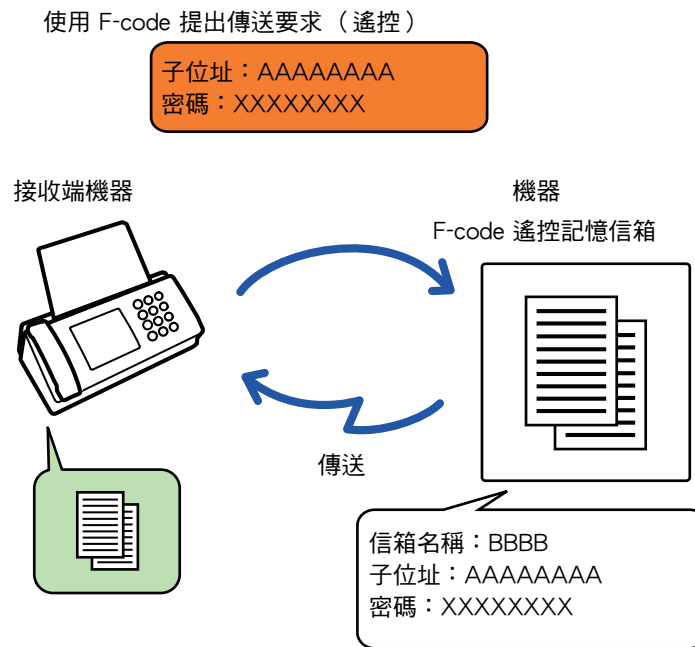 使用 F-code 提出傳送要求（遙控）
子位址：AAAAAAAA
密碼：XXXXXXXX
接收端機器
機器
F-code 遙控記憶信箱
傳送
信箱名稱：BBBB
子位址：AAAAAAAA
密碼：XXXXXXXX